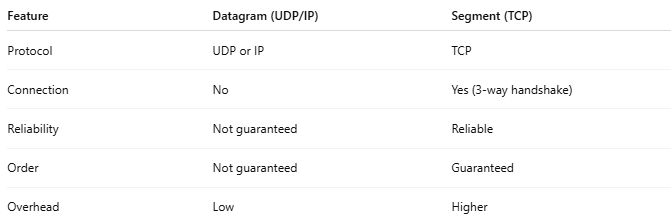 Feature Datagram (UDP/IP) Segment (TCP)
Protocol UDP or IP TCP
Connection No Yes (3-way handshake)
Reliability Not guaranteed Reliable
Order Not guaranteed Guaranteed
Overhead Low Higher